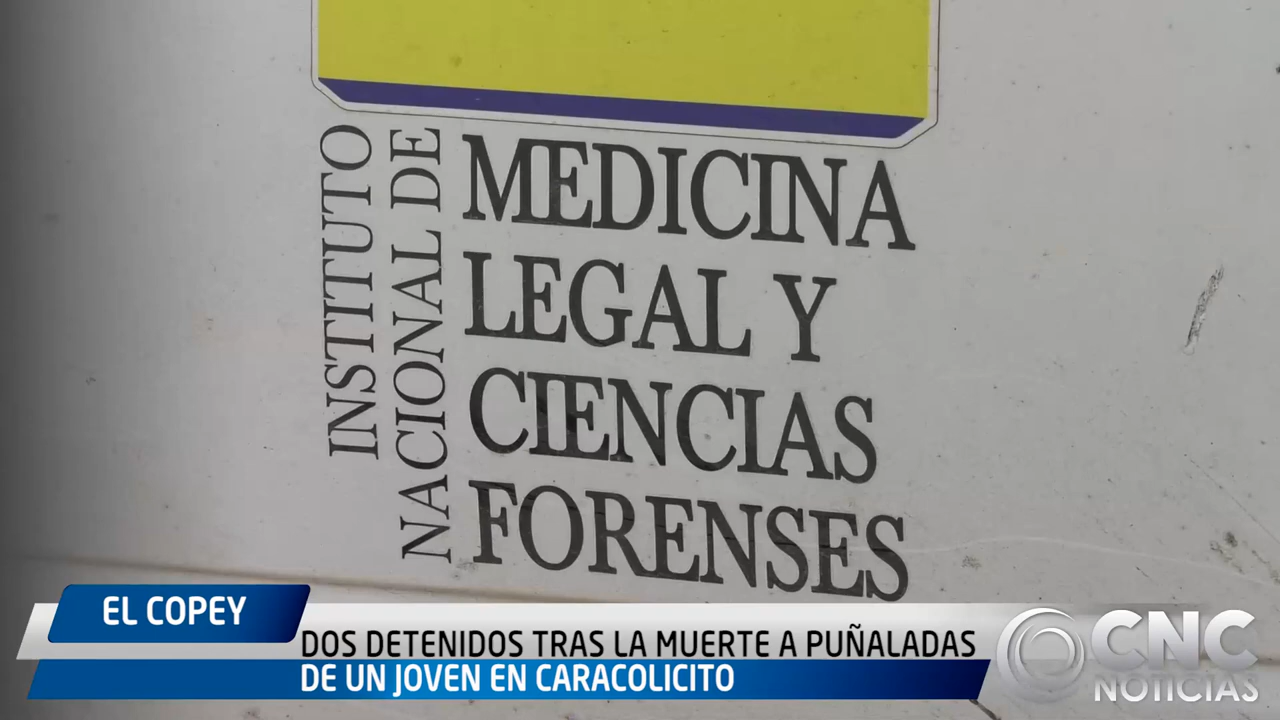 INSTITUTO
NACIONAL DE
MEDICINA
LEGAL Y
CIENCIAS
FORENSES
EL COPEY
DOS DETENIDOS TRAS LA MUERTE A PUÑALADAS
DE UN JOVEN EN CARACOLICITO
CNC
NOTICIAS